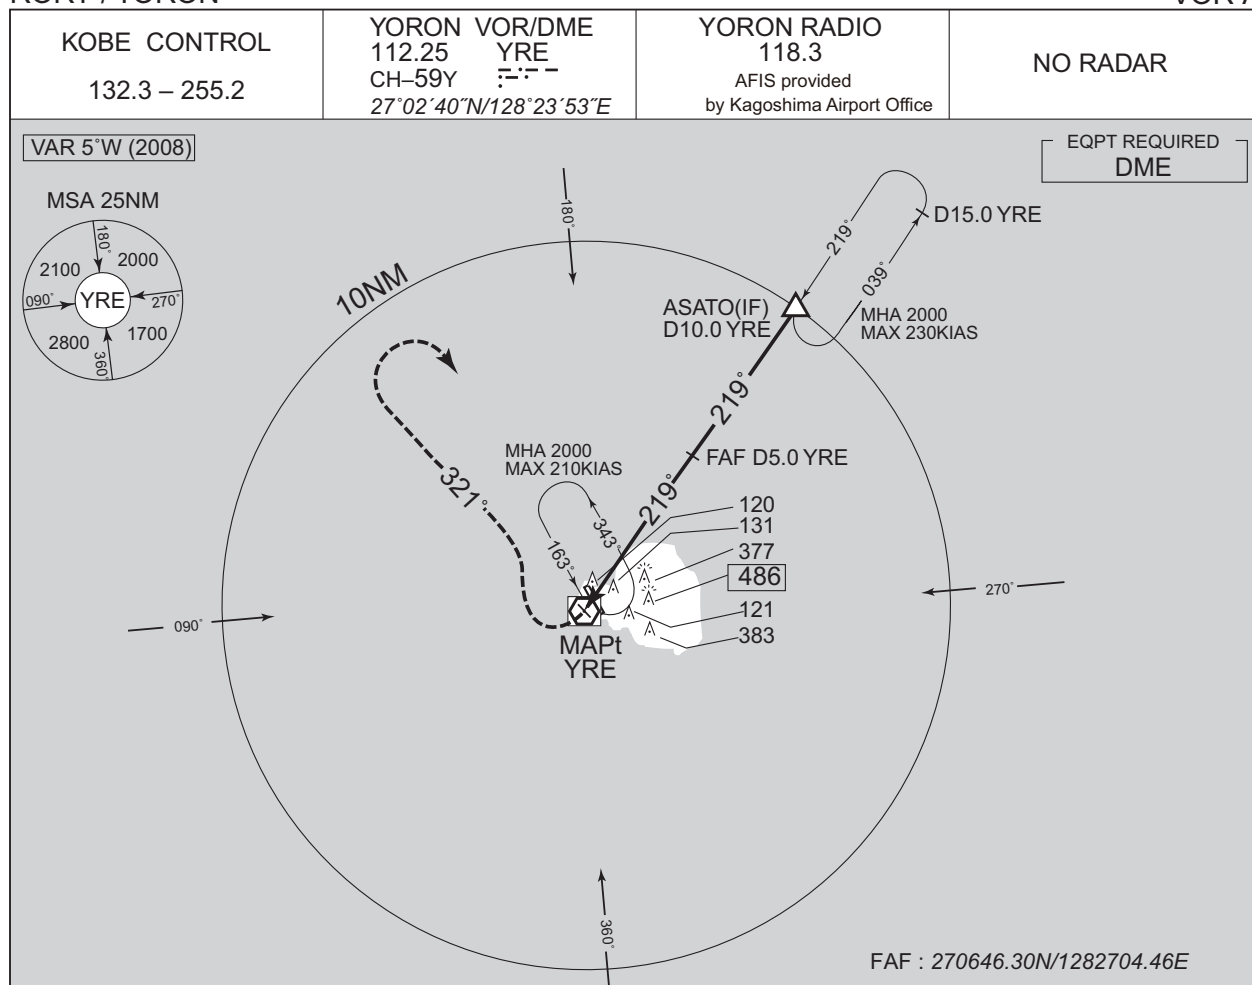 KOBE CONTROL
132.3 – 255.2
YORON VOR/DME
112.25 YRE
CH–59Y
27°02´40˝N/128°23´53˝E
YORON RADIO
118.3
AFIS provided
by Kagoshima Airport Office
NO RADAR
VAR 5°W (2008)
EQPT REQUIRED
DME
MSA 25NM
180°
2100
2000
090°
YRE
270°
2800
1700
360°
180°
10NM
219°
039°
D15.0 YRE
ASATO(IF)
D10.0 YRE
MHA 2000
MAX 230KIAS
219°
FAF D5.0 YRE
MHA 2000
MAX 210KIAS
321°
219°
343°
163°
120
131
377
486
121
383
270°
090°
MAPt
YRE
360°
FAF : 270646.30N/1282704.46E